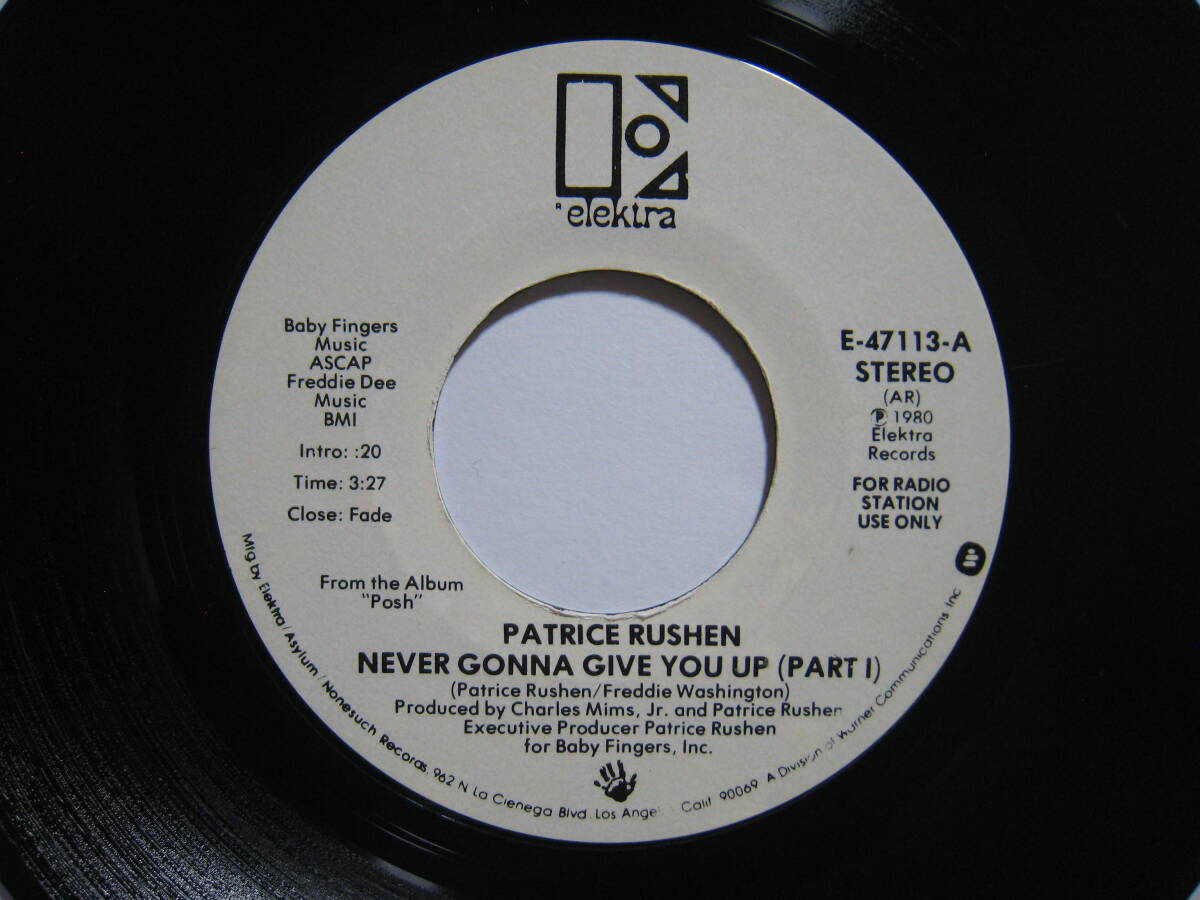 R
elektra
Baby Fingers
Music
ASCAP
Freddie Dee
Music
BMI
Intro: :20
Time: 3:27
Close: Fade
E-47113-A
STEREO
(AR)
Ⓟ 1980
Elektra
Records
FOR RADIO
STATION
USE ONLY
From the Album
"Posh"
PATRICE RUSHEN
NEVER GONNA GIVE YOU UP (PART I)
(Patrice Rushen/Freddie Washington)
Produced by Charles Mims, Jr. and Patrice Rushen
Executive Producer Patrice Rushen
for Baby Fingers, Inc.
Mfg by Elektra/Asylum/Nonesuch Records. 962 N La Cienega Blvd. Los Calif 90069 A Division of Warner Communications Inc